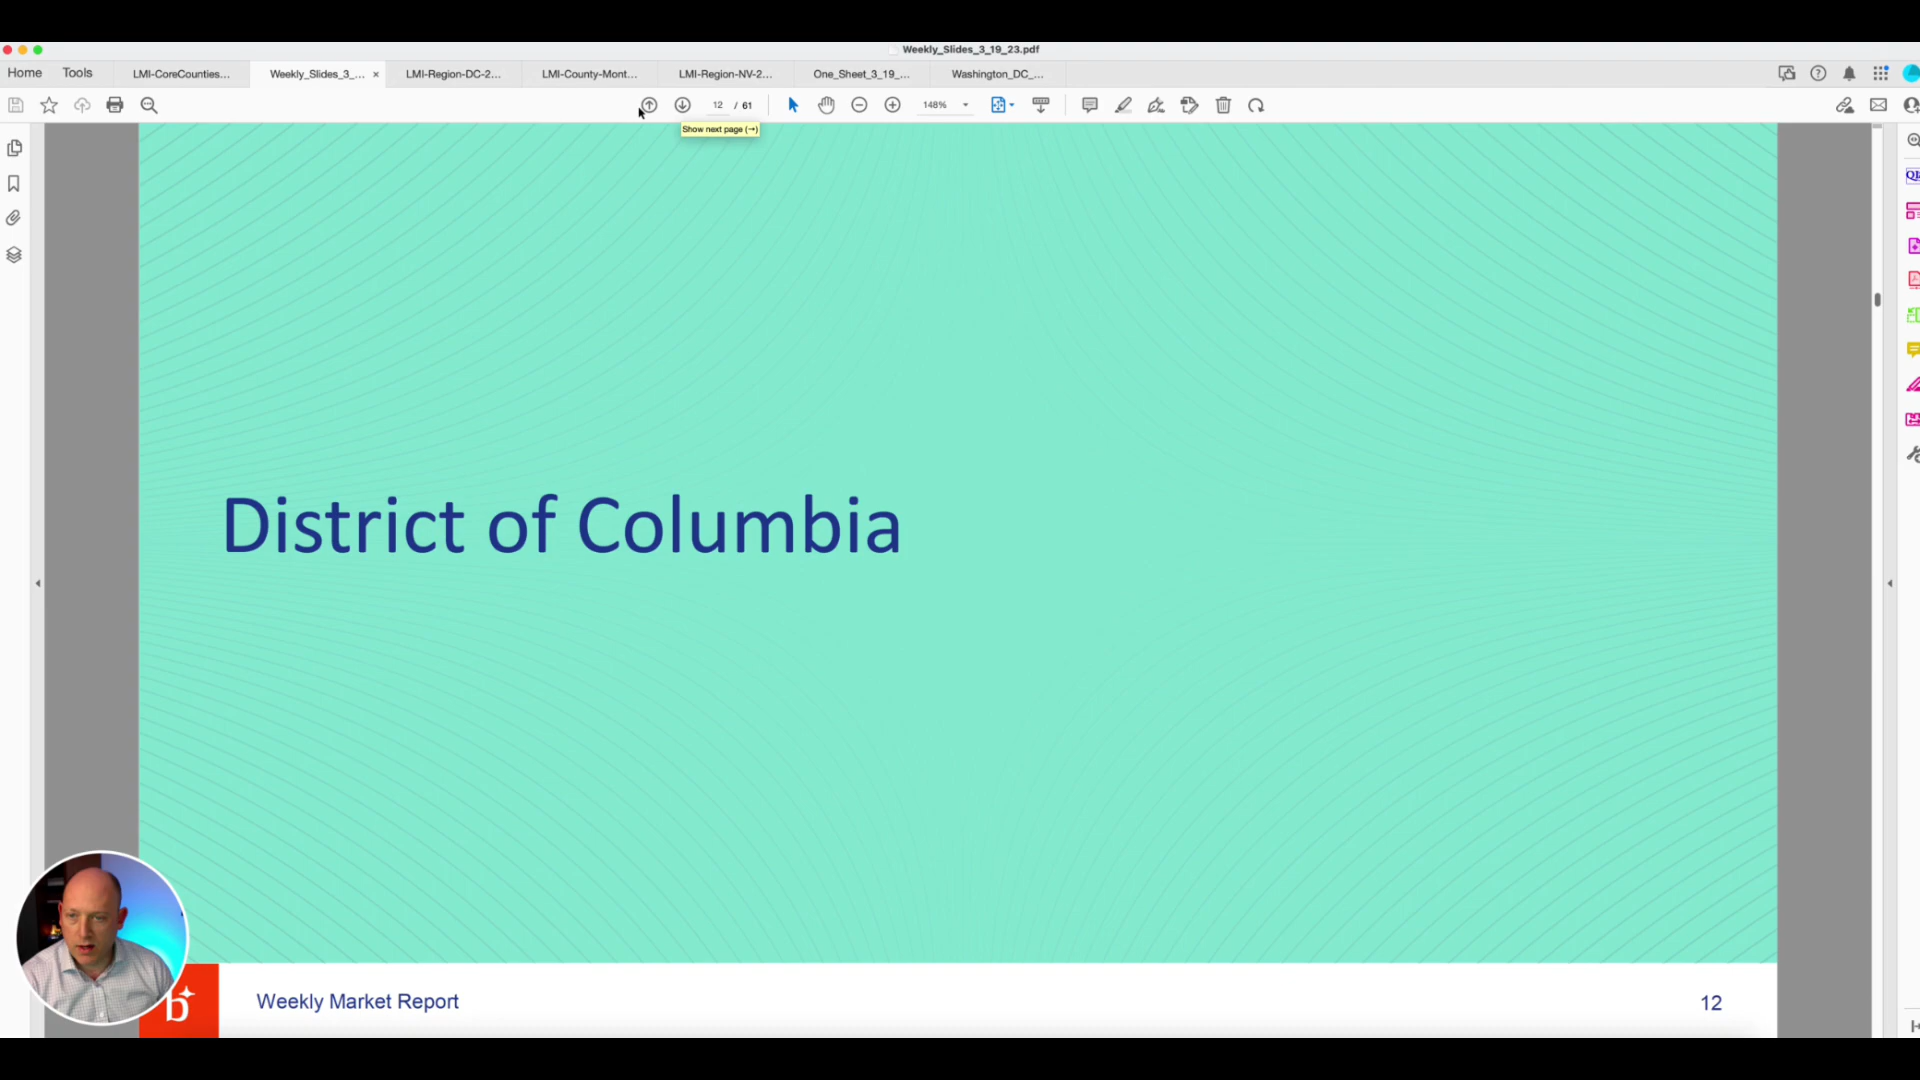 Weekly_Slides_3_19_23.pdf
Home
Tools
LMI-CoreCounties...
Weekly_Slides_3_...
LMI-Region-DC-2...
LMI-County-Mont...
LMI-Region-NV-2...
One_Sheet_3_19_...
Washington_DC_...
12 / 61
148%
Show next page (→)
District of Columbia
b
Weekly Market Report
12